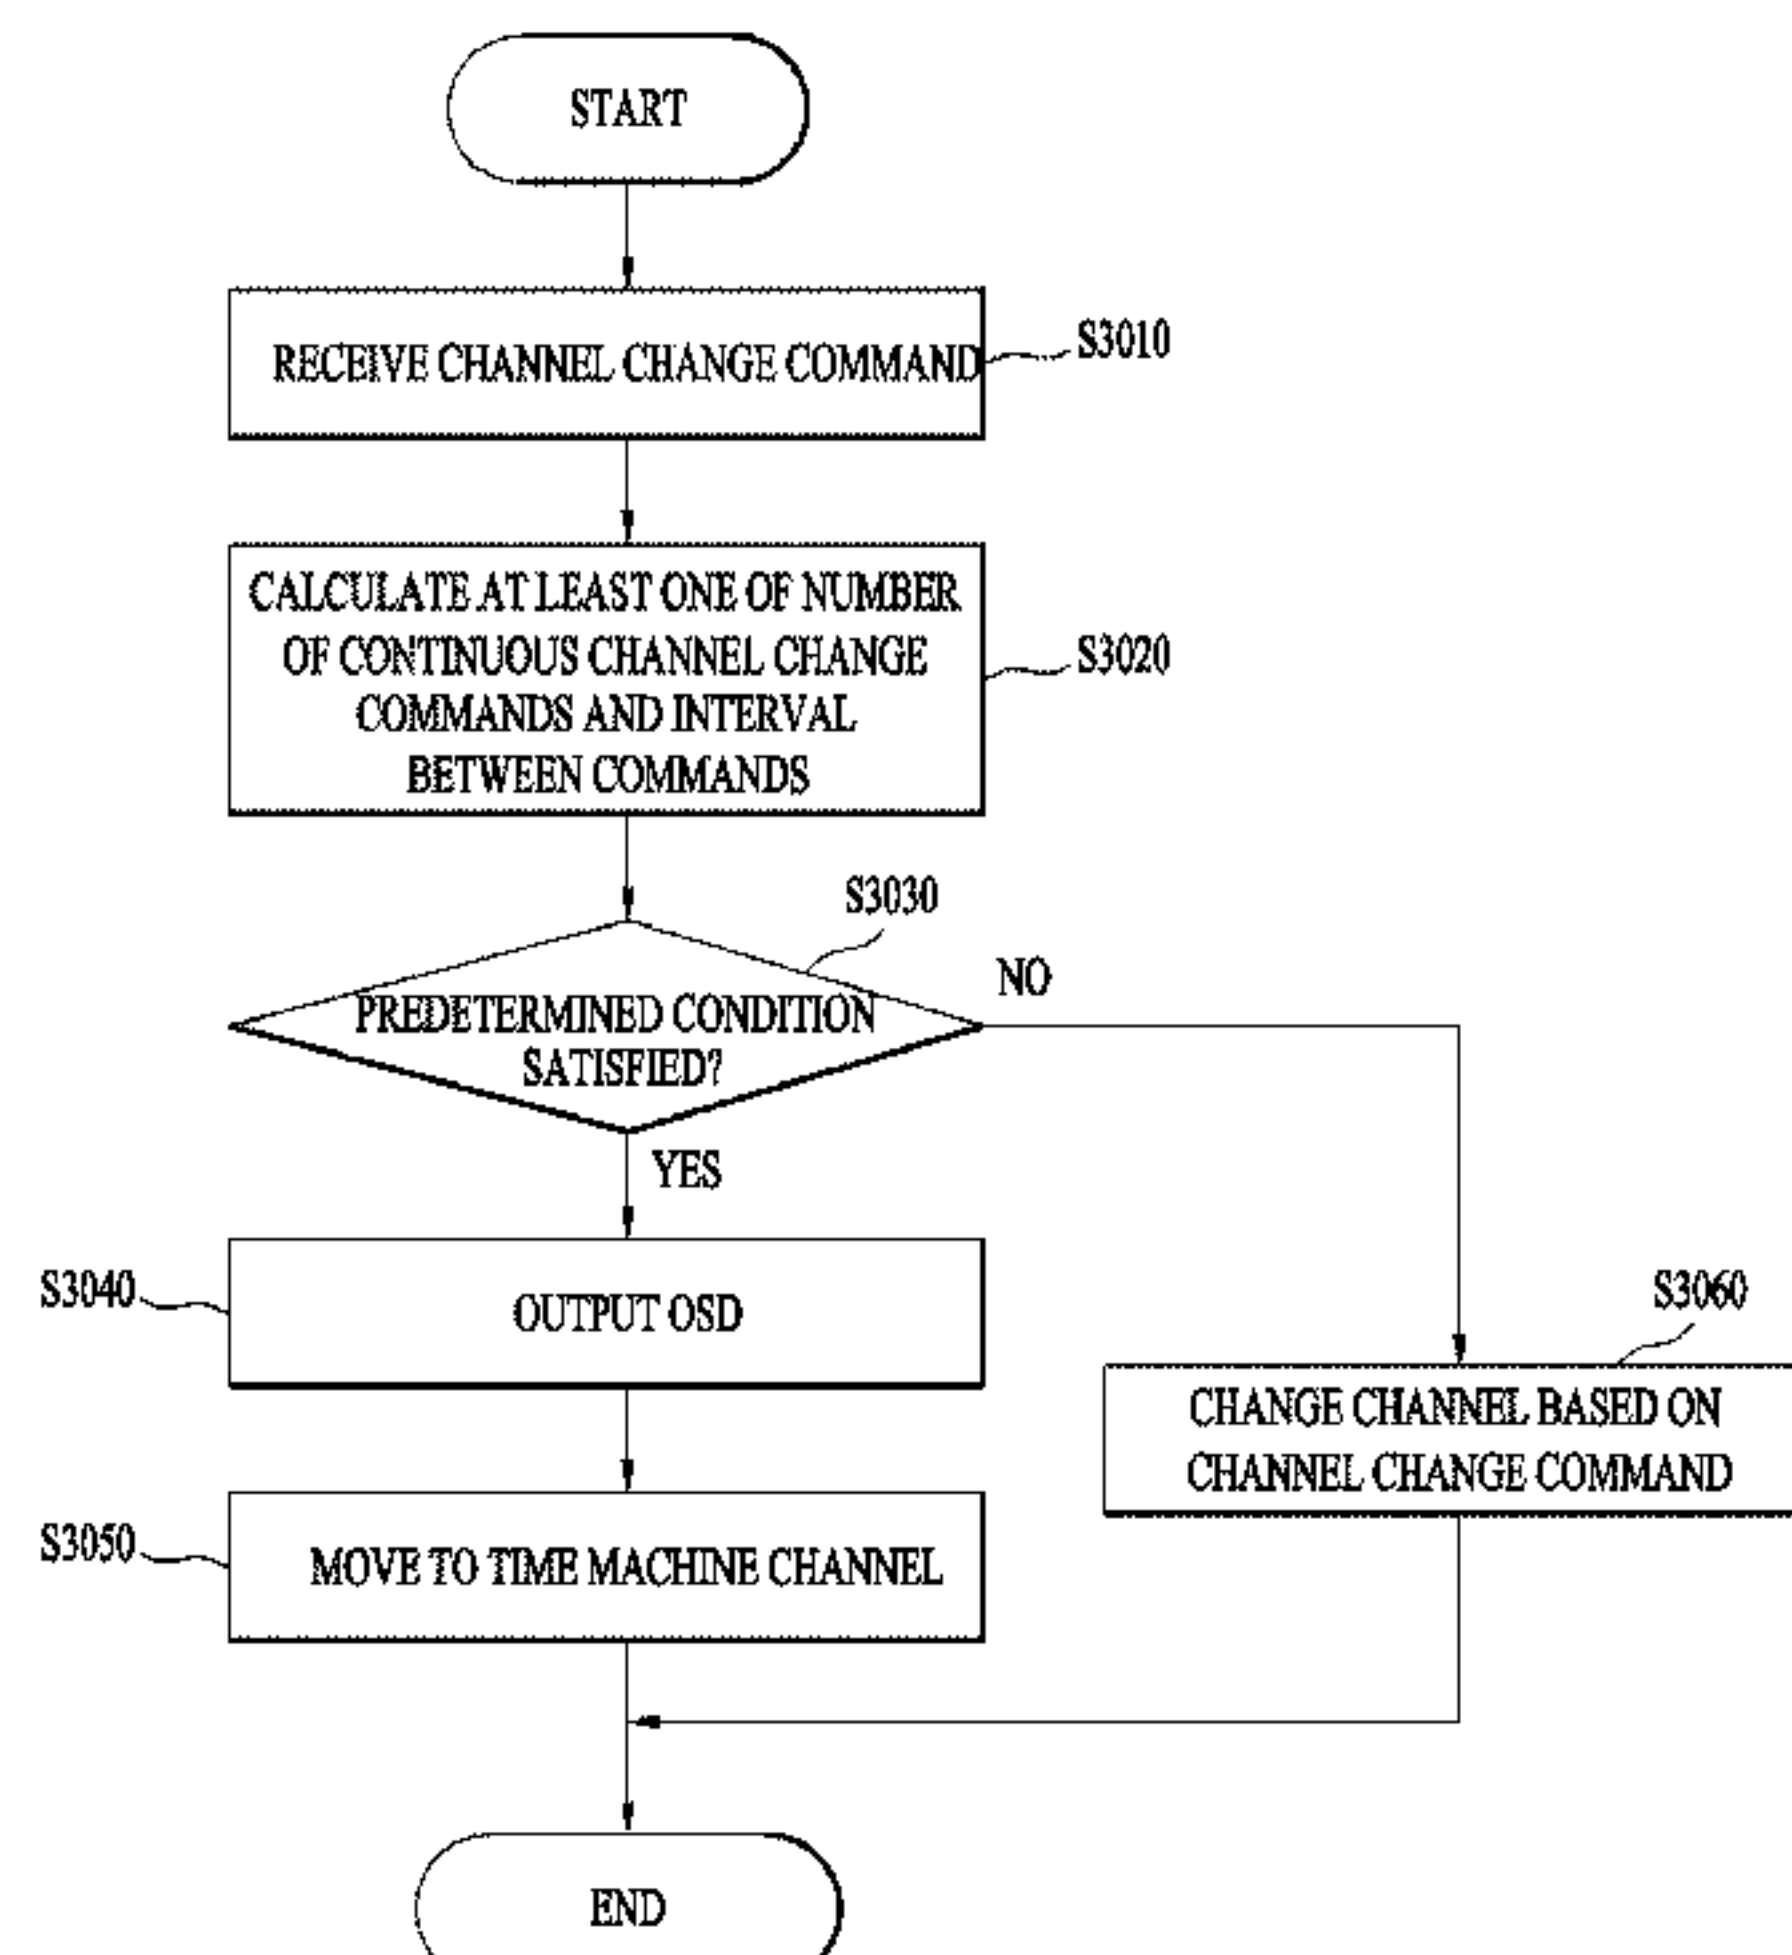 START
RECEIVE CHANNEL CHANGE COMMAND
S3010
CALCULATE AT LEAST ONE OF NUMBER
OF CONTINUOUS CHANNEL CHANGE
COMMANDS AND INTERVAL
BETWEEN COMMANDS
S3020
S3030
PREDETERMINED CONDITION
SATISFIED?
NO
YES
S3040
OUTPUT OSD
S3060
CHANGE CHANNEL BASED ON
CHANNEL CHANGE COMMAND
S3050
MOVE TO TIME MACHINE CHANNEL
END